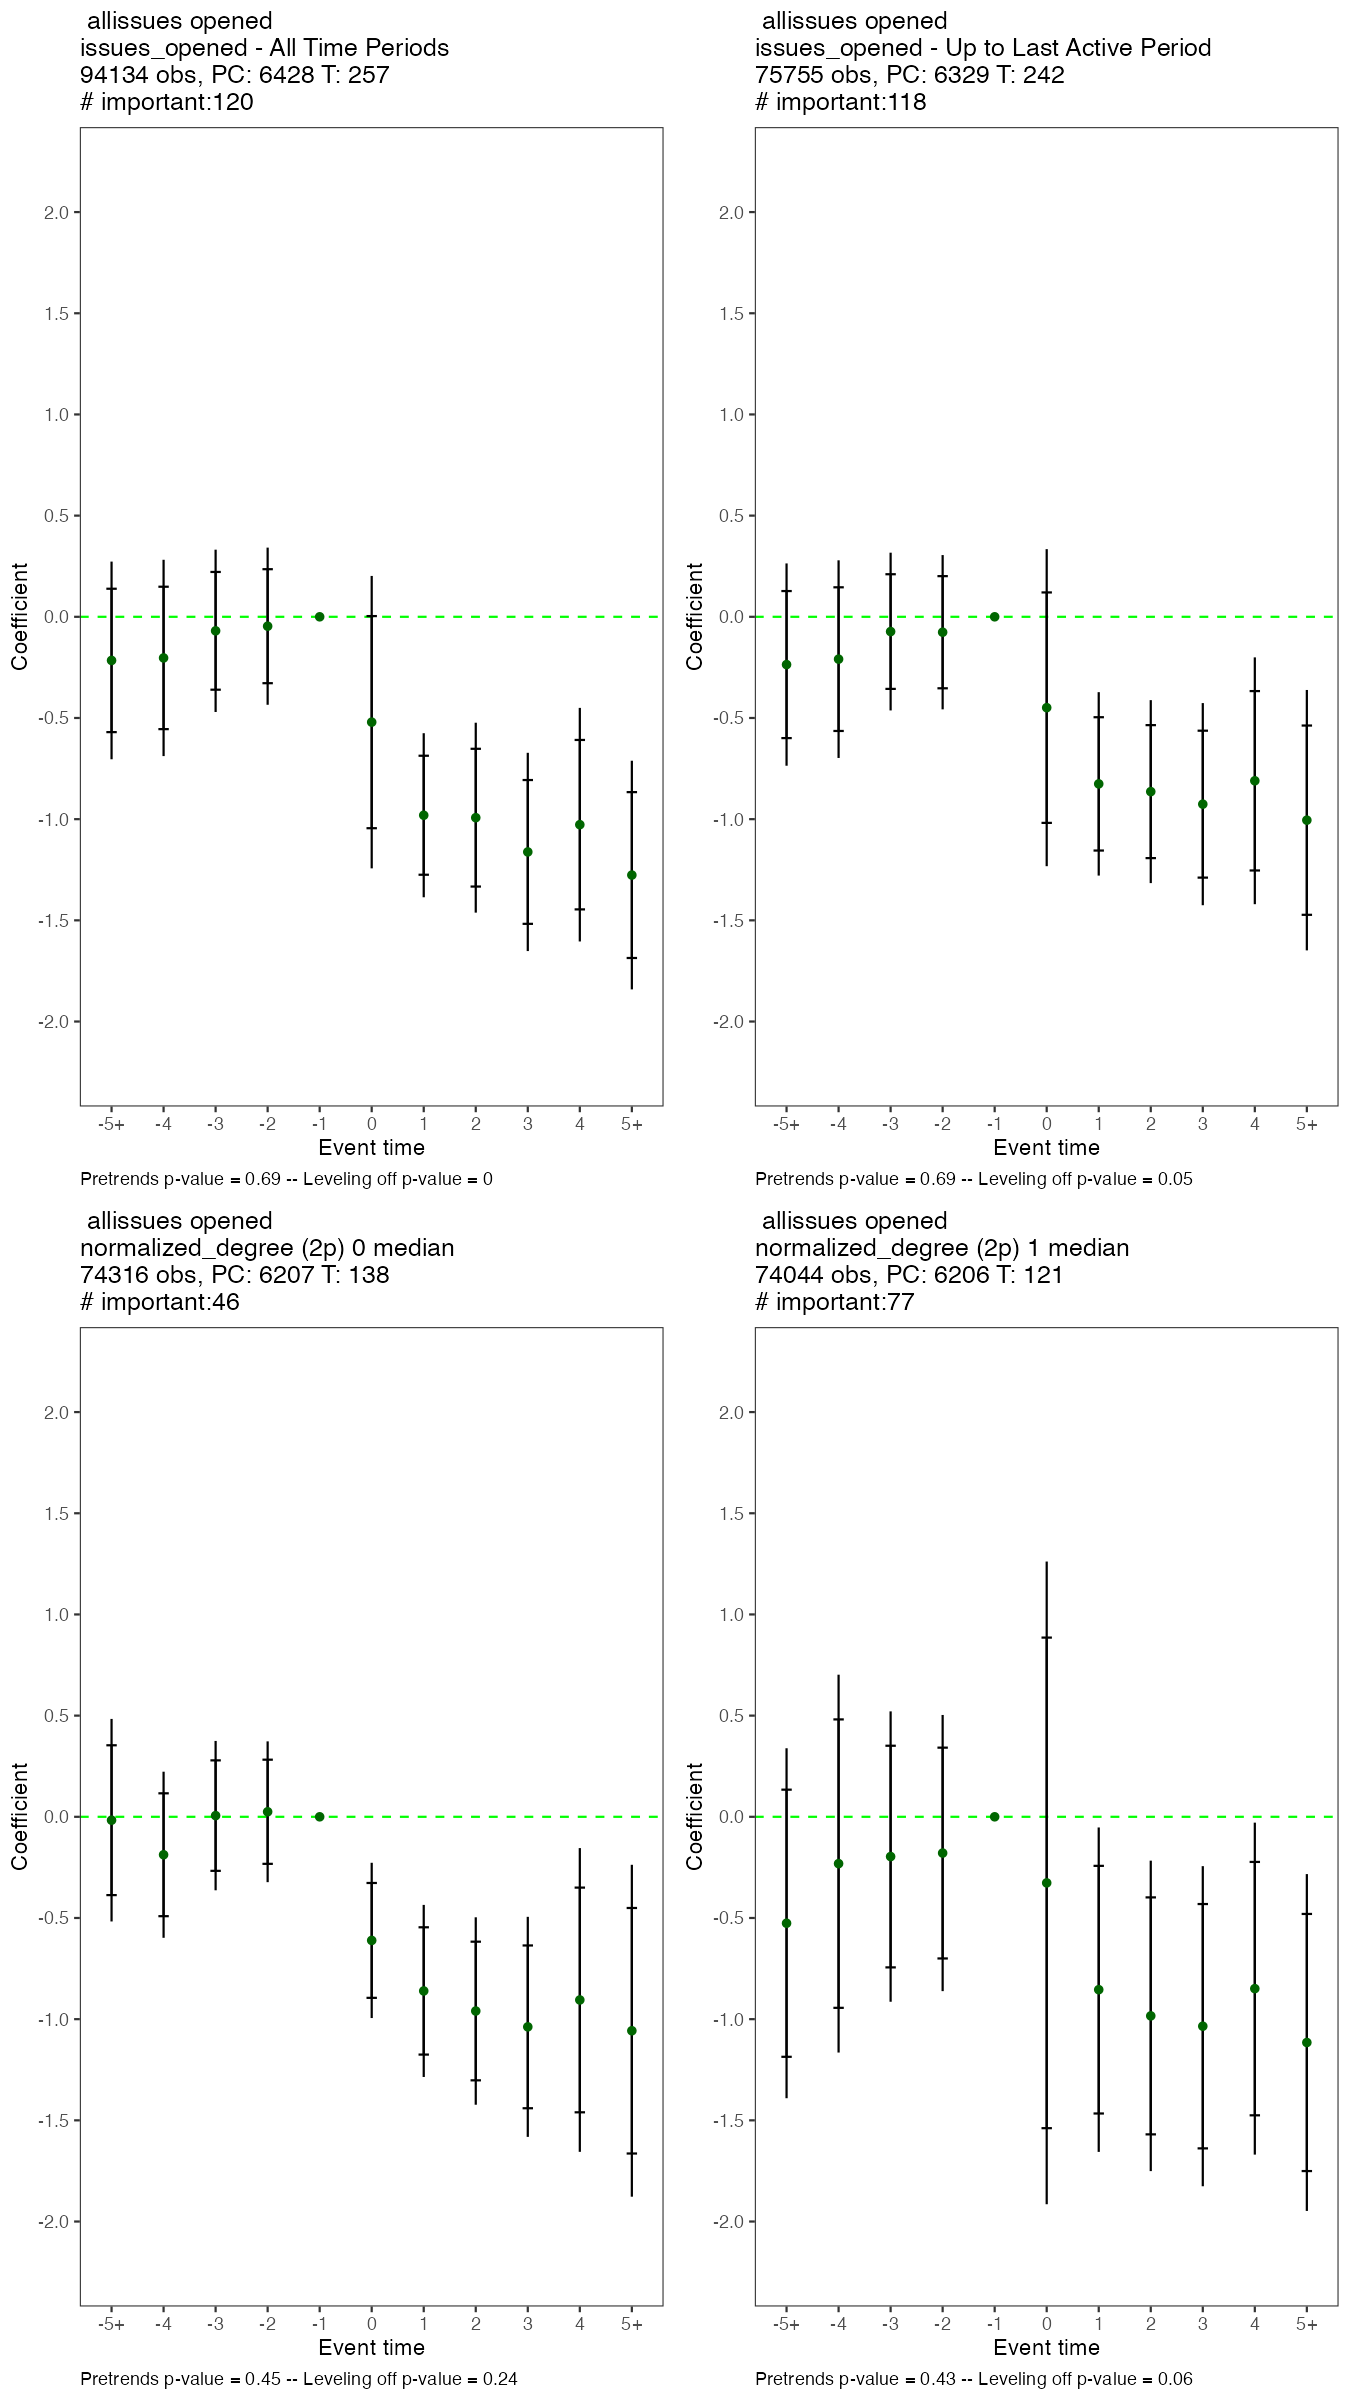 allissues opened
issues_opened - All Time Periods
94134 obs, PC: 6428 T: 257
# important:120
2.0
1.5
1.0
0.5
0.0
-0.5
-1.0
-1.5
-2.0
Coefficient
-5+ -4 -3 -2 -1 0 1 2 3 4 5+
Event time
Pretrends p-value = 0.69 -- Leveling off p-value = 0
allissues opened
issues_opened - Up to Last Active Period
75755 obs, PC: 6329 T: 242
# important:118
2.0
1.5
1.0
0.5
0.0
-0.5
-1.0
-1.5
-2.0
Coefficient
-5+ -4 -3 -2 -1 0 1 2 3 4 5+
Event time
Pretrends p-value = 0.69 -- Leveling off p-value = 0.05
allissues opened
normalized_degree (2p) 0 median
74316 obs, PC: 6207 T: 138
# important:46
2.0
1.5
1.0
0.5
0.0
-0.5
-1.0
-1.5
-2.0
Coefficient
-5+ -4 -3 -2 -1 0 1 2 3 4 5+
Event time
Pretrends p-value = 0.45 -- Leveling off p-value = 0.24
allissues opened
normalized_degree (2p) 1 median
74044 obs, PC: 6206 T: 121
# important:77
2.0
1.5
1.0
0.5
0.0
-0.5
-1.0
-1.5
-2.0
Coefficient
-5+ -4 -3 -2 -1 0 1 2 3 4 5+
Event time
Pretrends p-value = 0.43 -- Leveling off p-value = 0.06